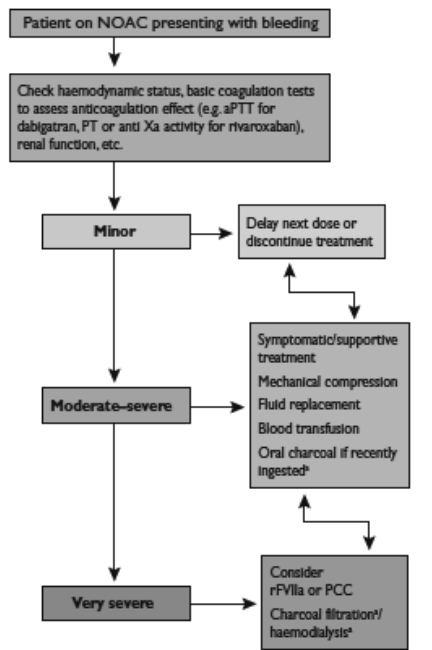 Patient on NOAC presenting with bleeding
Check haemodynamic status, basic coagulation tests
to assess anticoagulation effect (e.g. aPTT for
dabigatran, PT or anti Xa activity for rivaroxaban),
renal function, etc.
Minor
Delay next dose or
discontinue treatment
Moderate–severe
Symptomatic/supportive
treatment
Mechanical compression
Fluid replacement
Blood transfusion
Oral charcoal if recently
ingestedᵃ
Very severe
Consider
rFVIIa or PCC
Charcoal filtrationᵃ/
haemodialysisᵃ